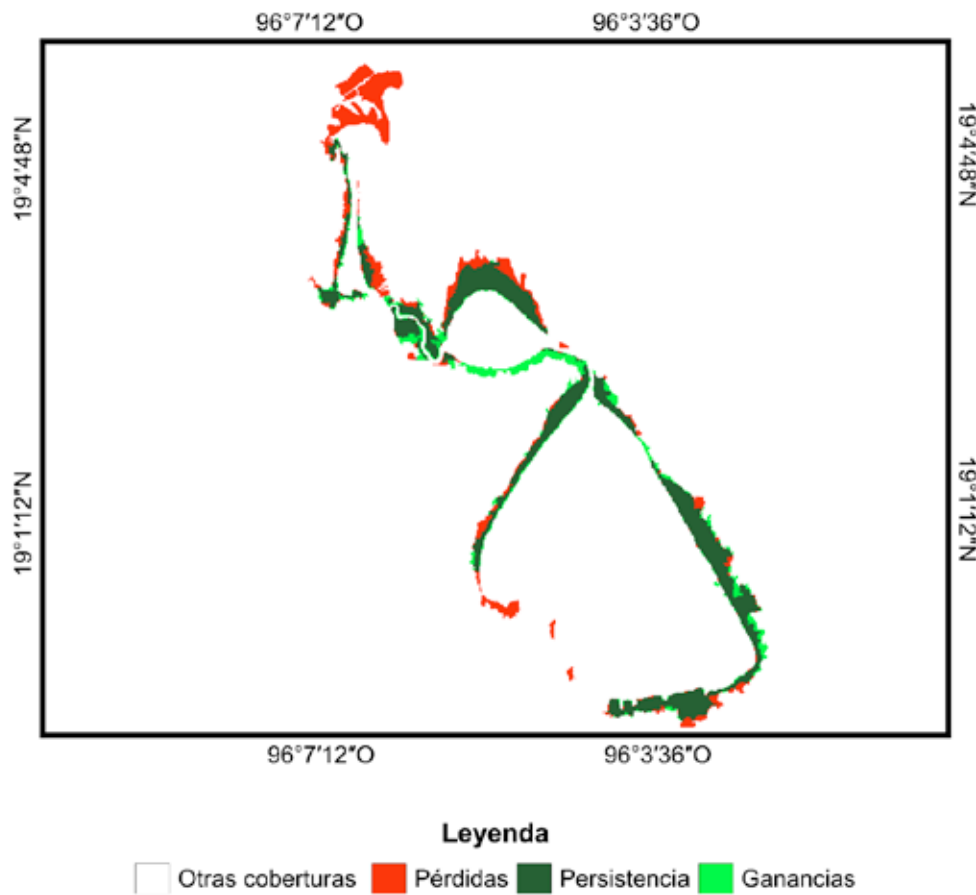 96°7'12"O 96°3'36"O
19°4'48"N 19°4'48"N
19°1'12"N 19°1'12"N
96°7'12"O 96°3'36"O
Leyenda
Otras coberturas Pérdidas Persistencia Ganancias